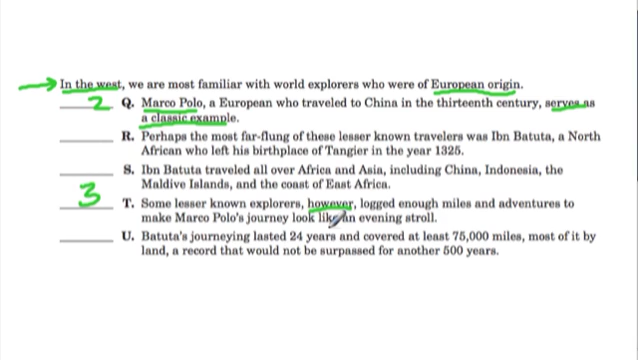 In the west, we are most familiar with world explorers who were of European origin.
2 Q. Marco Polo, a European who traveled to China in the thirteenth century, serves as
a classic example.
R. Perhaps the most far-flung of these lesser known travelers was Ibn Batuta, a North
African who left his birthplace of Tangier in the year 1325.
S. Ibn Batuta traveled all over Africa and Asia, including China, Indonesia, the
Maldive Islands, and the coast of East Africa.
3 T. Some lesser known explorers, however, logged enough miles and adventures to
make Marco Polo's journey look like an evening stroll.
U. Batuta's journeying lasted 24 years and covered at least 75,000 miles, most of it by
land, a record that would not be surpassed for another 500 years.